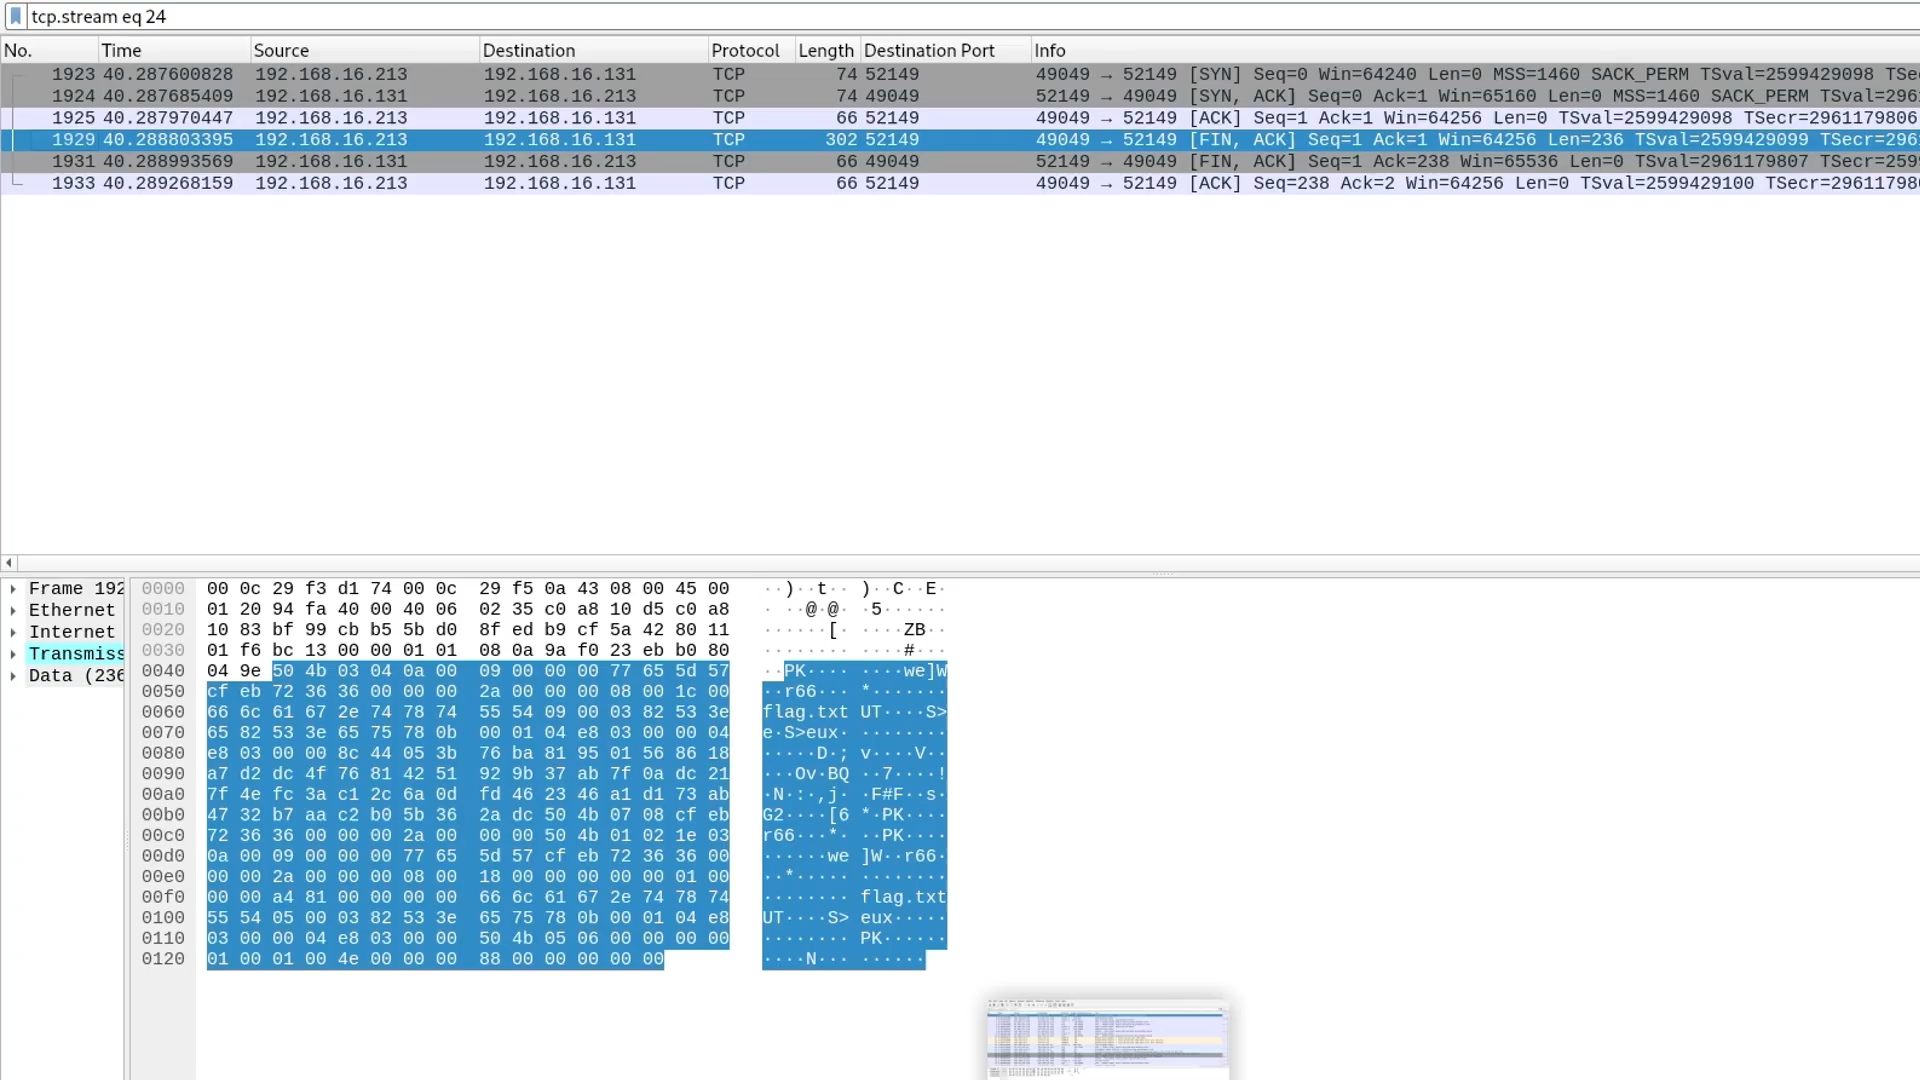 tcp.stream eq 24
No. Time Source Destination Protocol Length Destination Port Info
1923 40.287600828 192.168.16.213 192.168.16.131 TCP 74 52149 49049 → 52149 [SYN] Seq=0 Win=64240 Len=0 MSS=1460 SACK_PERM TSval=2599429098 TSe
1924 40.287685409 192.168.16.131 192.168.16.213 TCP 74 49049 52149 → 49049 [SYN, ACK] Seq=0 Ack=1 Win=65160 Len=0 MSS=1460 SACK_PERM TSval=296
1925 40.287970447 192.168.16.213 192.168.16.131 TCP 66 52149 49049 → 52149 [ACK] Seq=1 Ack=1 Win=64256 Len=0 TSval=2599429098 TSecr=2961179806
1929 40.288803395 192.168.16.213 192.168.16.131 TCP 302 52149 49049 → 52149 [FIN, ACK] Seq=1 Ack=1 Win=64256 Len=236 TSval=2599429099 TSecr=296
1931 40.288993569 192.168.16.131 192.168.16.213 TCP 66 49049 52149 → 49049 [FIN, ACK] Seq=1 Ack=238 Win=65536 Len=0 TSval=2961179807 TSecr=259
1933 40.289268159 192.168.16.213 192.168.16.131 TCP 66 52149 49049 → 52149 [ACK] Seq=238 Ack=2 Win=64256 Len=0 TSval=2599429100 TSecr=296117980
Frame 192
Ethernet
Internet
Transmiss
Data (236
0000 00 0c 29 f3 d1 74 00 0c 29 f5 0a 43 08 00 45 00 ··)··t·· )··C··E·
0010 01 20 94 fa 40 00 40 06 02 35 c0 a8 10 d5 c0 a8 · ··@·@· ·5······
0020 10 83 bf 99 cb b5 5b d0 8f ed b9 cf 5a 42 80 11 ······[· ····ZB··
0030 01 f6 bc 13 00 00 01 01 08 0a 9a f0 23 eb b0 80 ········ ····#···
0040 04 9e 50 4b 03 04 0a 00 09 00 00 00 77 65 5d 57 ··PK···· ····we]W
0050 cf eb 72 36 36 00 00 00 2a 00 00 00 08 00 1c 00 ··r66··· *·······
0060 66 6c 61 67 2e 74 78 74 55 54 09 00 03 82 53 3e flag.txt UT····S>
0070 65 82 53 3e 65 75 78 0b 00 01 04 e8 03 00 00 04 e·S>eux· ········
0080 e8 03 00 00 8c 44 05 3b 76 ba 81 95 01 56 86 18 ·····D·; v····V··
0090 a7 d2 dc 4f 76 81 42 51 92 9b 37 ab 7f 0a dc 21 ···Ov·BQ ··7····!
00a0 7f 4e fc 3a c1 2c 6a 0d fd 46 23 46 a1 d1 73 ab ·N·:·,j· ·F#F··s·
00b0 47 32 b7 aa c2 b0 5b 36 2a dc 50 4b 07 08 cf eb G2····[6 *·PK····
00c0 72 36 36 00 00 00 2a 00 00 00 50 4b 01 02 1e 03 r66···*· ··PK····
00d0 0a 00 09 00 00 00 77 65 5d 57 cf eb 72 36 36 00 ······we ]W··r66·
00e0 00 00 2a 00 00 00 08 00 18 00 00 00 00 00 01 00 ··*····· ········
00f0 00 00 a4 81 00 00 00 00 66 6c 61 67 2e 74 78 74 ········ flag.txt
0100 55 54 05 00 03 82 53 3e 65 75 78 0b 00 01 04 e8 UT····S> eux·····
0110 03 00 00 04 e8 03 00 00 50 4b 05 06 00 00 00 00 ········ PK······
0120 01 00 01 00 4e 00 00 00 88 00 00 00 00 00 ····N··· ······